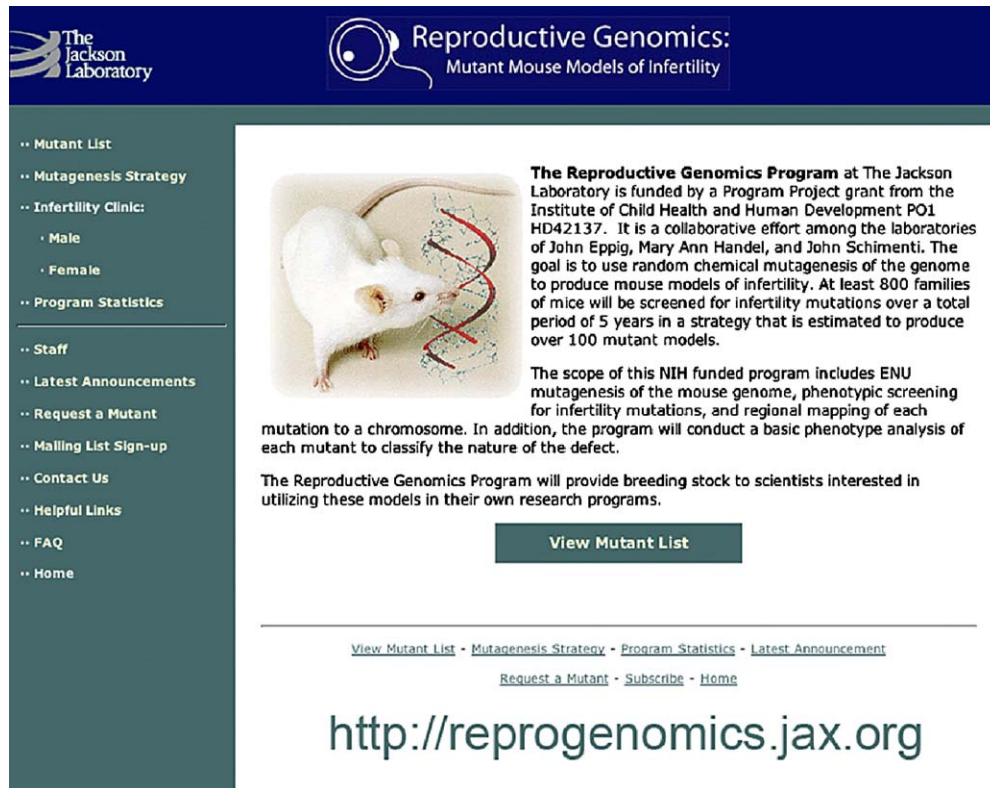 The
Jackson
Laboratory
Reproductive Genomics:
Mutant Mouse Models of Infertility
·· Mutant List
·· Mutagenesis Strategy
·· Infertility Clinic:
· Male
· Female
·· Program Statistics
·· Staff
·· Latest Announcements
·· Request a Mutant
·· Mailing List Sign-up
·· Contact Us
·· Helpful Links
·· FAQ
·· Home
The Reproductive Genomics Program at The Jackson
Laboratory is funded by a Program Project grant from the
Institute of Child Health and Human Development PO1
HD42137. It is a collaborative effort among the laboratories
of John Eppig, Mary Ann Handel, and John Schimenti. The
goal is to use random chemical mutagenesis of the genome
to produce mouse models of infertility. At least 800 families
of mice will be screened for infertility mutations over a total
period of 5 years in a strategy that is estimated to produce
over 100 mutant models.
The scope of this NIH funded program includes ENU
mutagenesis of the mouse genome, phenotypic screening
for infertility mutations, and regional mapping of each
mutation to a chromosome. In addition, the program will conduct a basic phenotype analysis of
each mutant to classify the nature of the defect.
The Reproductive Genomics Program will provide breeding stock to scientists interested in
utilizing these models in their own research programs.
View Mutant List
View Mutant List - Mutagenesis Strategy - Program Statistics - Latest Announcement
Request a Mutant - Subscribe - Home
http://reprogenomics.jax.org